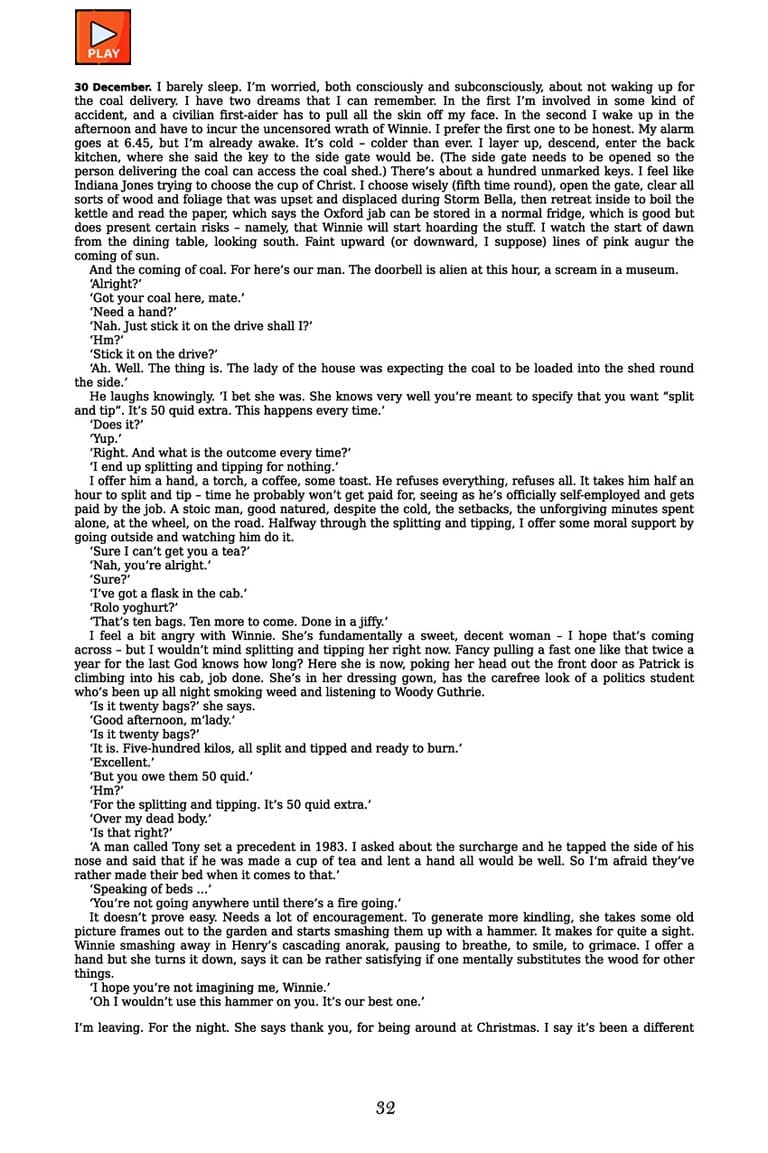 PLAY
30 December. I barely sleep. I’m worried, both consciously and subconsciously, about not waking up for
the coal delivery. I have two dreams that I can remember. In the first I’m involved in some kind of
accident, and a civilian first-aider has to pull all the skin off my face. In the second I wake up in the
afternoon and have to incur the uncensored wrath of Winnie. I prefer the first one to be honest. My alarm
goes at 6.45, but I’m already awake. It’s cold – colder than ever. I layer up, descend, enter the back
kitchen, where she said the key to the side gate would be. (The side gate needs to be opened so the
person delivering the coal can access the coal shed.) There’s about a hundred unmarked keys. I feel like
Indiana Jones trying to choose the cup of Christ. I choose wisely (fifth time round), open the gate, clear all
sorts of wood and foliage that was upset and displaced during Storm Bella, then retreat inside to boil the
kettle and read the paper, which says the Oxford jab can be stored in a normal fridge, which is good but
does present certain risks – namely, that Winnie will start hoarding the stuff. I watch the start of dawn
from the dining table, looking south. Faint upward (or downward, I suppose) lines of pink augur the
coming of sun.
And the coming of coal. For here’s our man. The doorbell is alien at this hour, a scream in a museum.
‘Alright?’
‘Got your coal here, mate.’
‘Need a hand?’
‘Nah. Just stick it on the drive shall I?’
‘Hm?’
‘Stick it on the drive?’
‘Ah. Well. The thing is. The lady of the house was expecting the coal to be loaded into the shed round
the side.’
He laughs knowingly. ‘I bet she was. She knows very well you’re meant to specify that you want “split
and tip”. It’s 50 quid extra. This happens every time.’
‘Does it?’
‘Yup.’
‘Right. And what is the outcome every time?’
‘I end up splitting and tipping for nothing.’
I offer him a hand, a torch, a coffee, some toast. He refuses everything, refuses all. It takes him half an
hour to split and tip – time he probably won’t get paid for, seeing as he’s officially self-employed and gets
paid by the job. A stoic man, good natured, despite the cold, the setbacks, the unforgiving minutes spent
alone, at the wheel, on the road. Halfway through the splitting and tipping, I offer some moral support by
going outside and watching him do it.
‘Sure I can’t get you a tea?’
‘Nah, you’re alright.’
‘Sure?’
‘I’ve got a flask in the cab.’
‘Rolo yoghurt?’
‘That’s ten bags. Ten more to come. Done in a jiffy.’
I feel a bit angry with Winnie. She’s fundamentally a sweet, decent woman – I hope that’s coming
across – but I wouldn’t mind splitting and tipping her right now. Fancy pulling a fast one like that twice a
year for the last God knows how long? Here she is now, poking her head out the front door as Patrick is
climbing into his cab, job done. She’s in her dressing gown, has the carefree look of a politics student
who’s been up all night smoking weed and listening to Woody Guthrie.
‘Is it twenty bags?’ she says.
‘Good afternoon, m’lady.’
‘Is it twenty bags?’
‘It is. Five-hundred kilos, all split and tipped and ready to burn.’
‘Excellent.’
‘But you owe them 50 quid.’
‘Hm?’
‘For the splitting and tipping. It’s 50 quid extra.’
‘Over my dead body.’
‘Is that right?’
‘A man called Tony set a precedent in 1983. I asked about the surcharge and he tapped the side of his
nose and said that if he was made a cup of tea and lent a hand all would be well. So I’m afraid they’ve
rather made their bed when it comes to that.’
‘Speaking of beds ...’
‘You’re not going anywhere until there’s a fire going.’
It doesn’t prove easy. Needs a lot of encouragement. To generate more kindling, she takes some old
picture frames out to the garden and starts smashing them up with a hammer. It makes for quite a sight.
Winnie smashing away in Henry’s cascading anorak, pausing to breathe, to smile, to grimace. I offer a
hand but she turns it down, says it can be rather satisfying if one mentally substitutes the wood for other
things.
‘I hope you’re not imagining me, Winnie.’
‘Oh I wouldn’t use this hammer on you. It’s our best one.’
I’m leaving. For the night. She says thank you, for being around at Christmas. I say it’s been a different
32